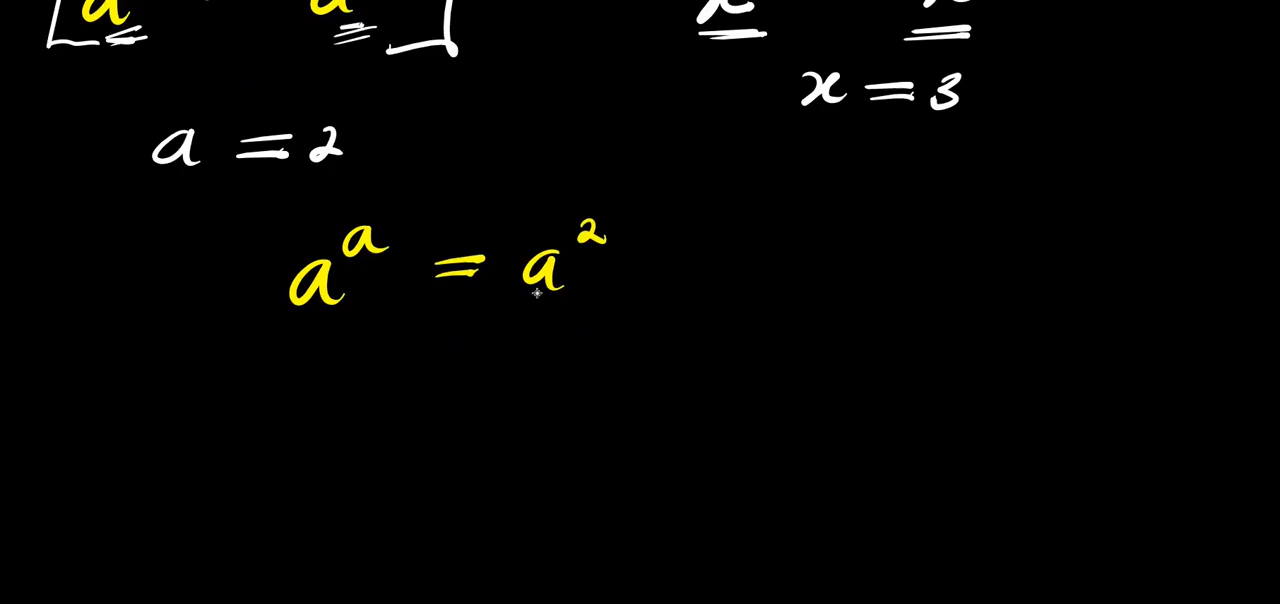 a a x x
x = 3
a = 2
a^a = a^2